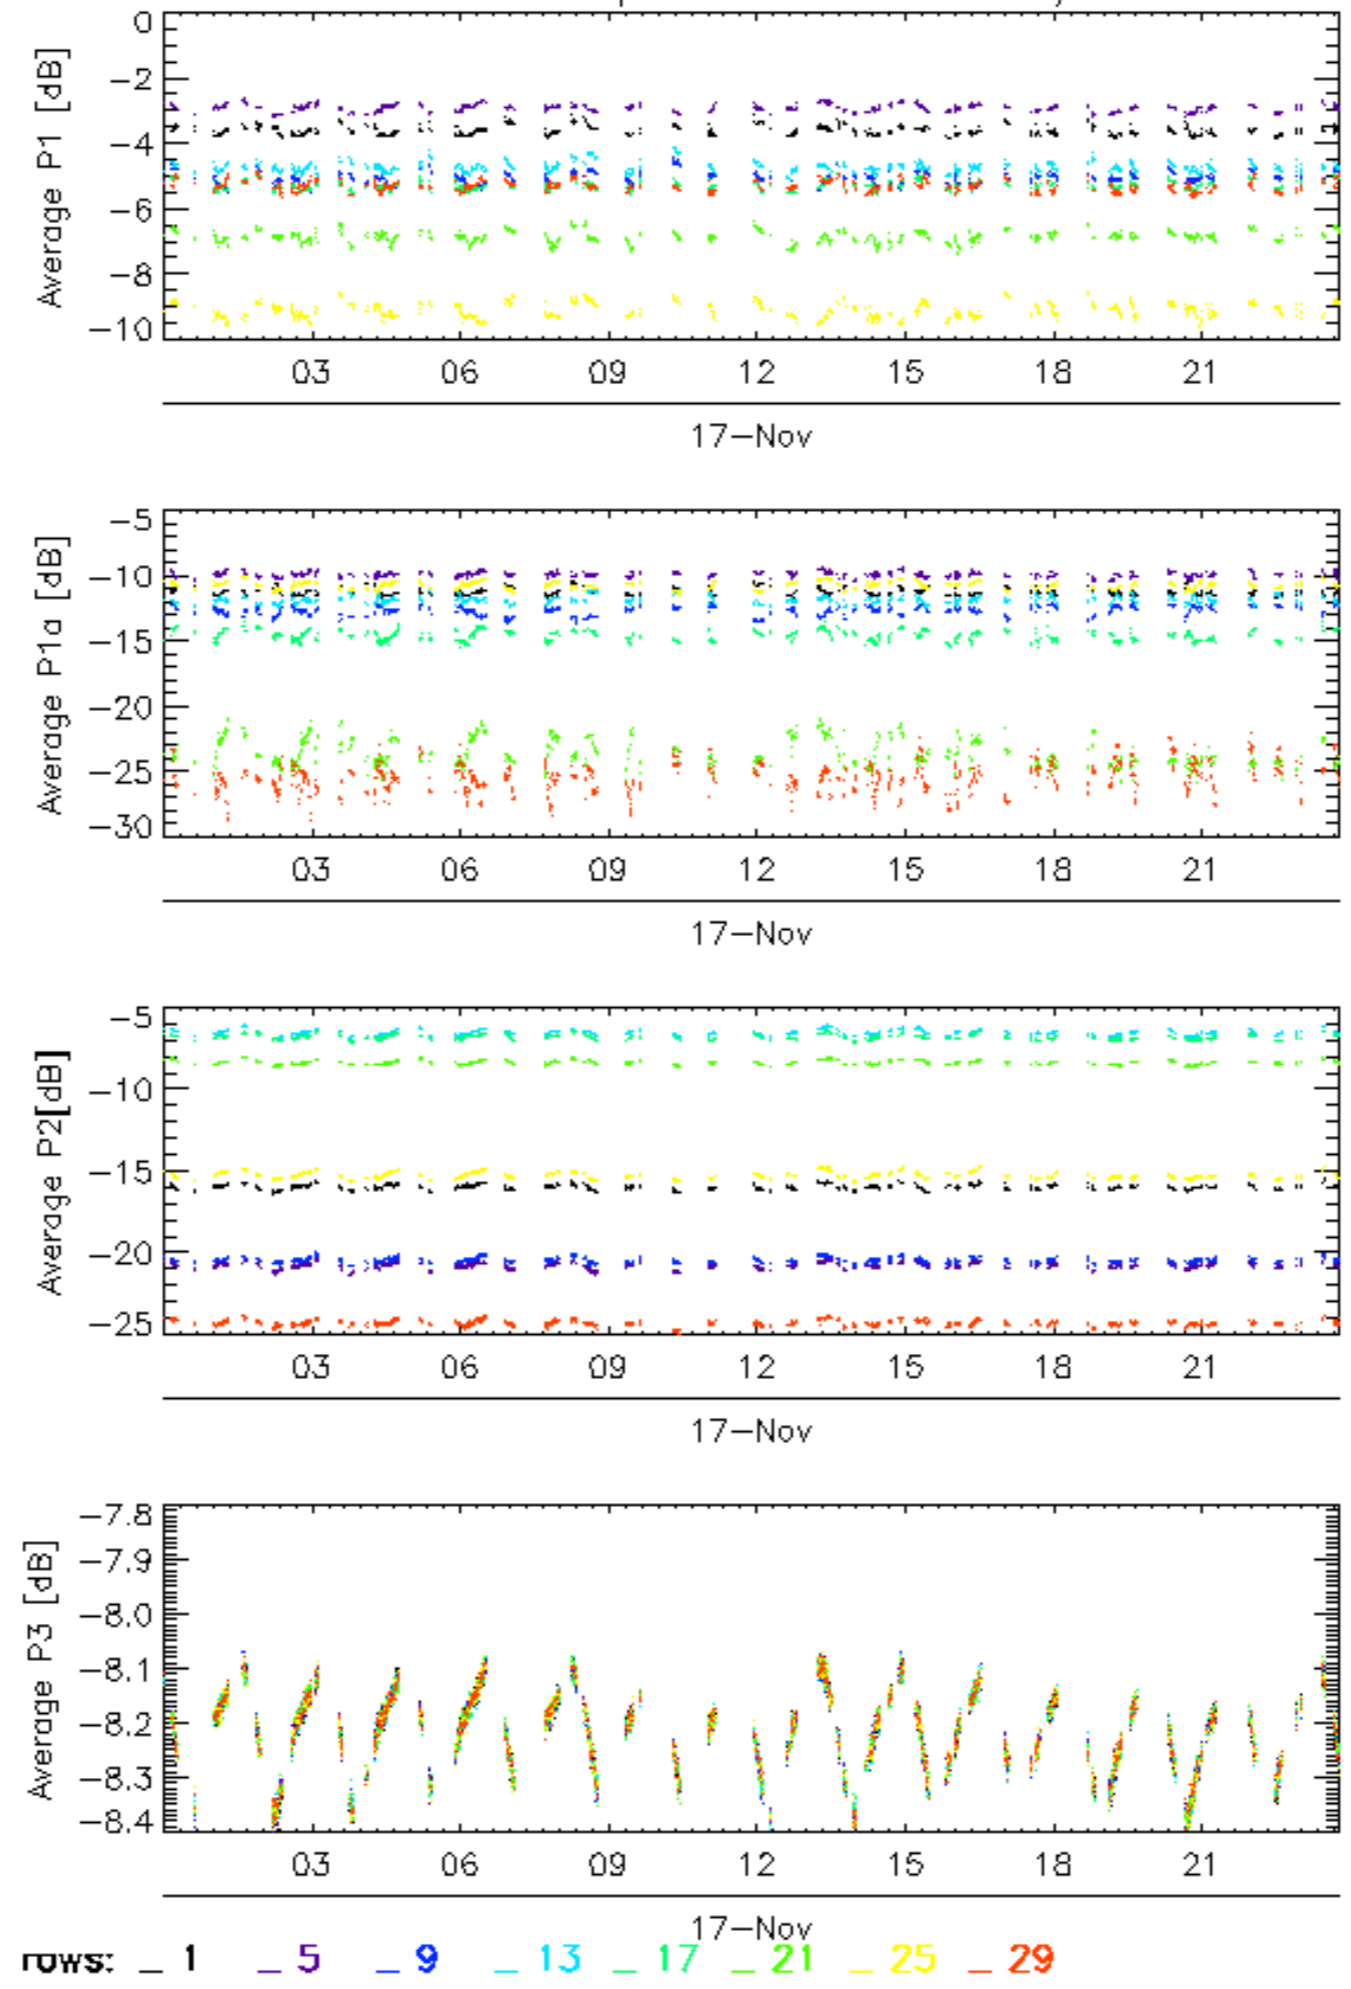 Average P1 [dB]
0
−2
−4
−6
−8
−10
03 06 09 12 15 18 21
17−Nov
Average P1a [dB]
−5
−10
−15
−20
−25
−30
03 06 09 12 15 18 21
17−Nov
Average P2[dB]
−5
−10
−15
−20
−25
03 06 09 12 15 18 21
17−Nov
Average P3 [dB]
−7.8
−7.9
−8.0
−8.1
−8.2
−8.3
−8.4
03 06 09 12 15 18 21
17−Nov
rows: _ 1 _ 5 _ 9 _ 13 _ 17 _ 21 _ 25 _ 29